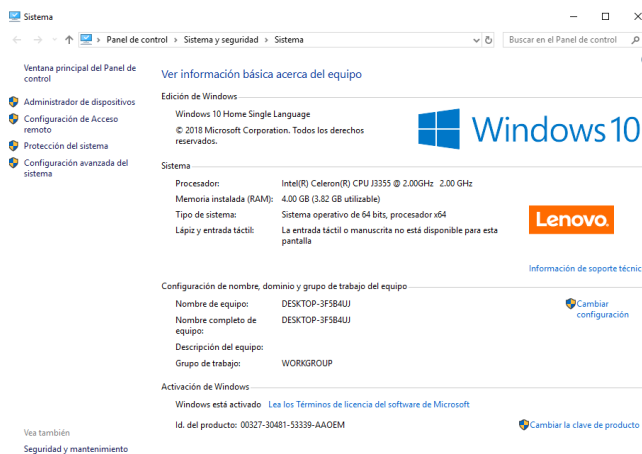 Sistema
Panel de control > Sistema y seguridad > Sistema
Buscar en el Panel de control
Ventana principal del Panel de
control
Administrador de dispositivos
Configuración de Acceso
remoto
Protección del sistema
Configuración avanzada del
sistema
Ver información básica acerca del equipo
Edición de Windows
Windows 10 Home Single Language
© 2018 Microsoft Corporation. Todos los derechos
reservados.
Windows 10
Sistema
Procesador: Intel(R) Celeron(R) CPU J3355 @ 2.00GHz 2.00 GHz
Memoria instalada (RAM): 4.00 GB (3.82 GB utilizable)
Tipo de sistema: Sistema operativo de 64 bits, procesador x64
Lápiz y entrada táctil: La entrada táctil o manuscrita no está disponible para esta
pantalla
Lenovo
Información de soporte técnic
Configuración de nombre, dominio y grupo de trabajo del equipo
Nombre de equipo: DESKTOP-3F5B4UJ
Nombre completo de
equipo: DESKTOP-3F5B4UJ
Descripción del equipo:
Grupo de trabajo: WORKGROUP
Cambiar
configuración
Activación de Windows
Windows está activado Lea los Términos de licencia del software de Microsoft
Id. del producto: 00327-30481-53339-AAOEM
Cambiar la clave de producto
Vea también
Seguridad y mantenimiento